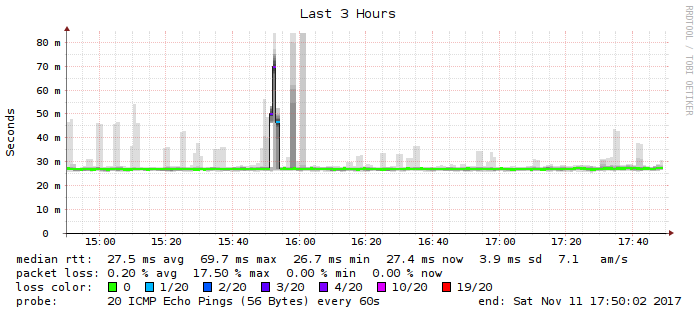 Last 3 Hours
RRDTOOL / TOBI OETIKER
Seconds
80 m
70 m
60 m
50 m
40 m
30 m
20 m
10 m
0
15:00 15:20 15:40 16:00 16:20 16:40 17:00 17:20 17:40
median rtt: 27.5 ms avg 69.7 ms max 26.7 ms min 27.4 ms now 3.9 ms sd 7.1 am/s
packet loss: 0.20 % avg 17.50 % max 0.00 % min 0.00 % now
loss color: 0 1/20 2/20 3/20 4/20 10/20 19/20
probe: 20 ICMP Echo Pings (56 Bytes) every 60s end: Sat Nov 11 17:50:02 2017